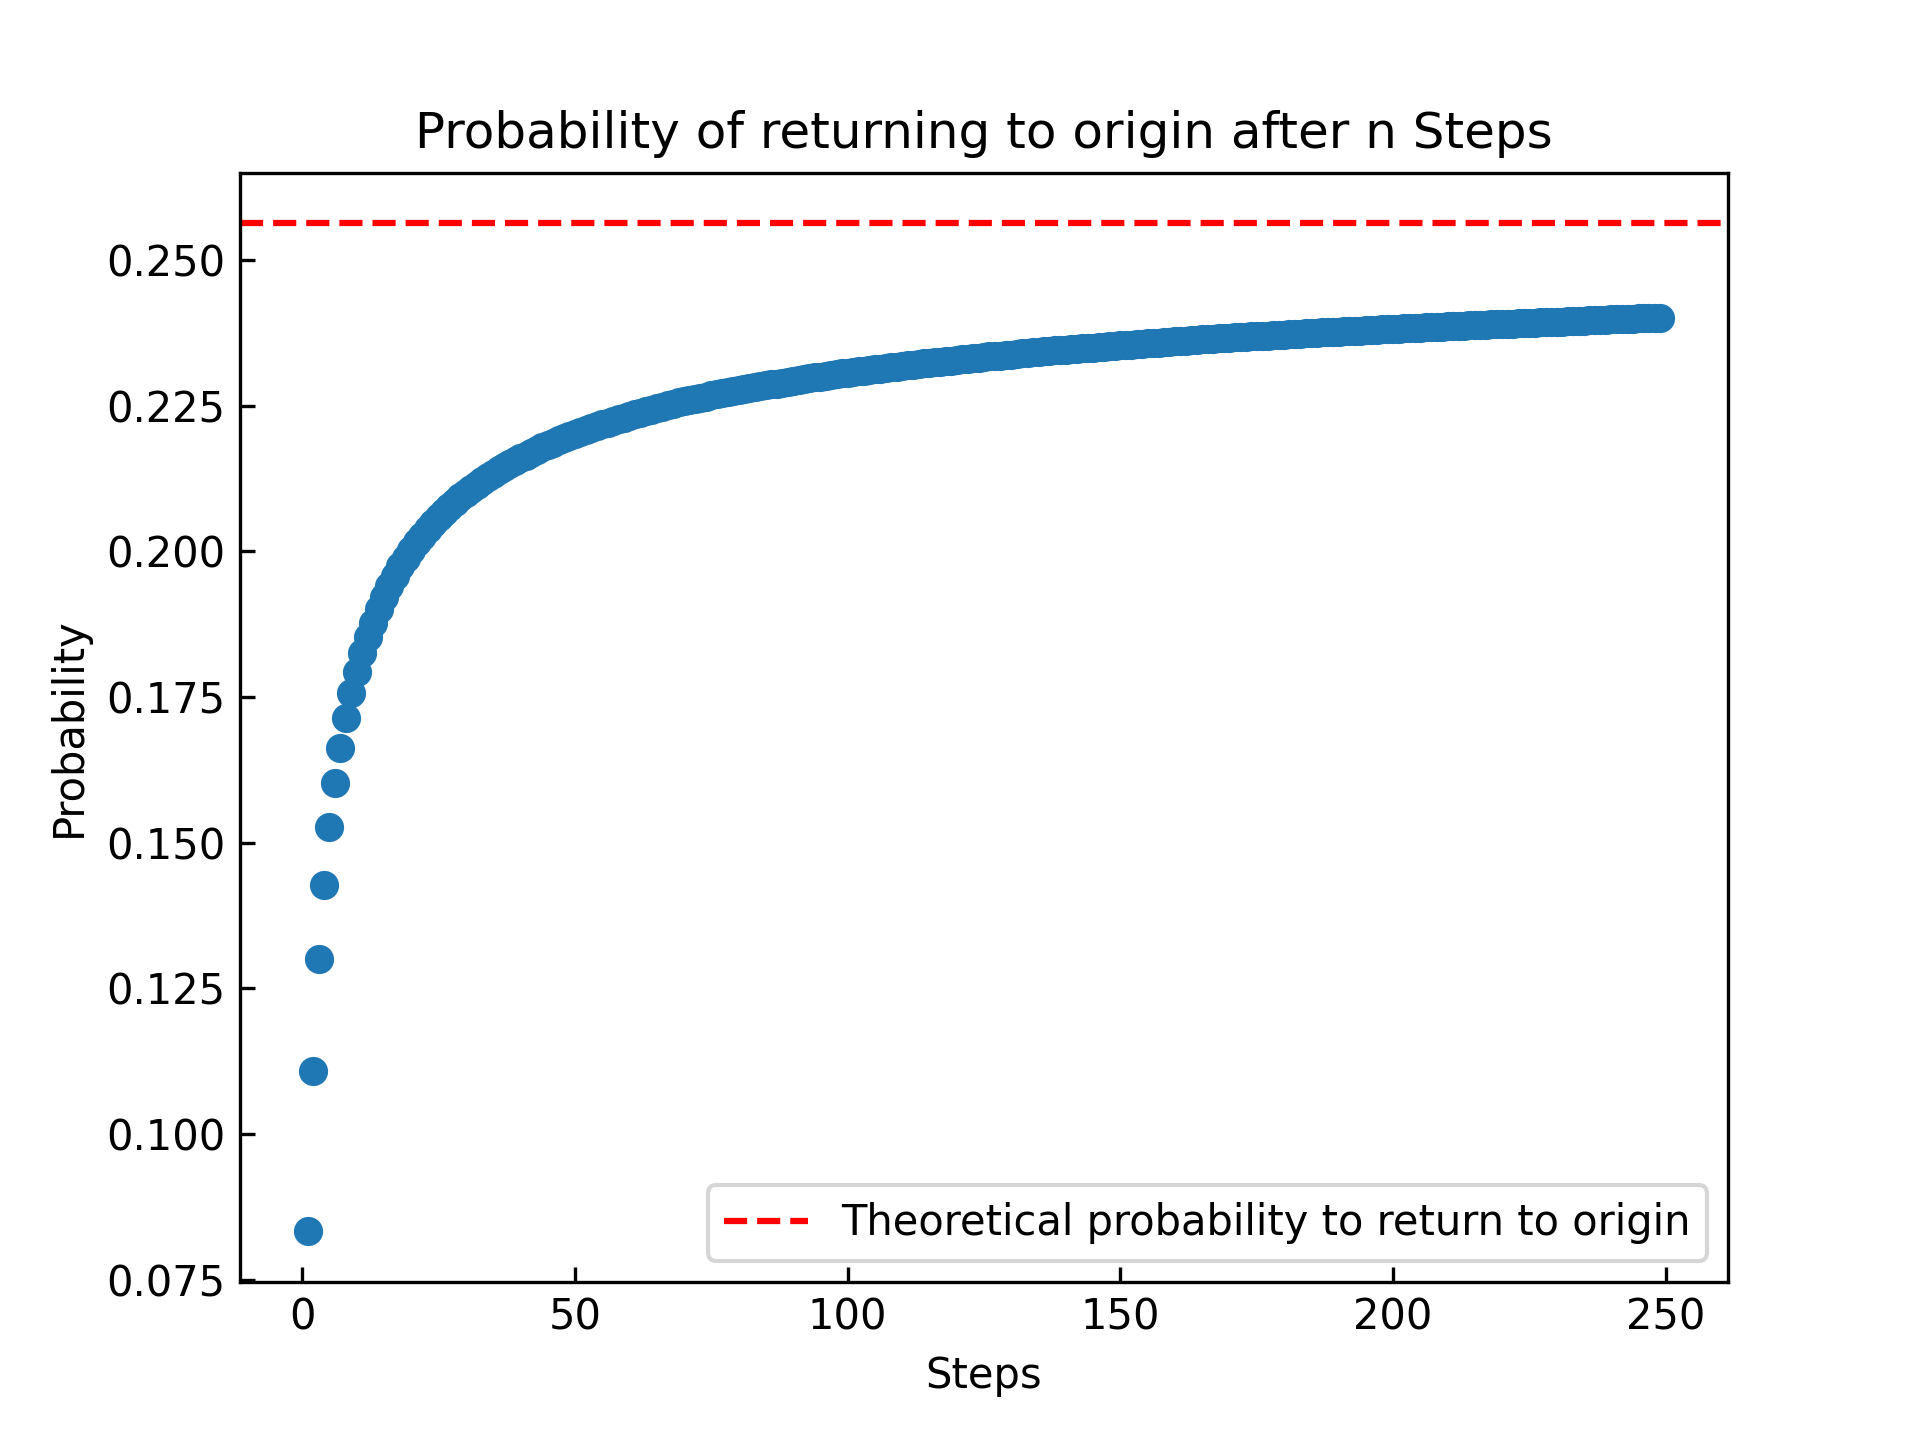 Probability of returning to origin after n Steps
0.250
0.225
0.200
0.175
0.150
0.125
0.100
0.075
Probability
Theoretical probability to return to origin
0 50 100 150 200 250
Steps